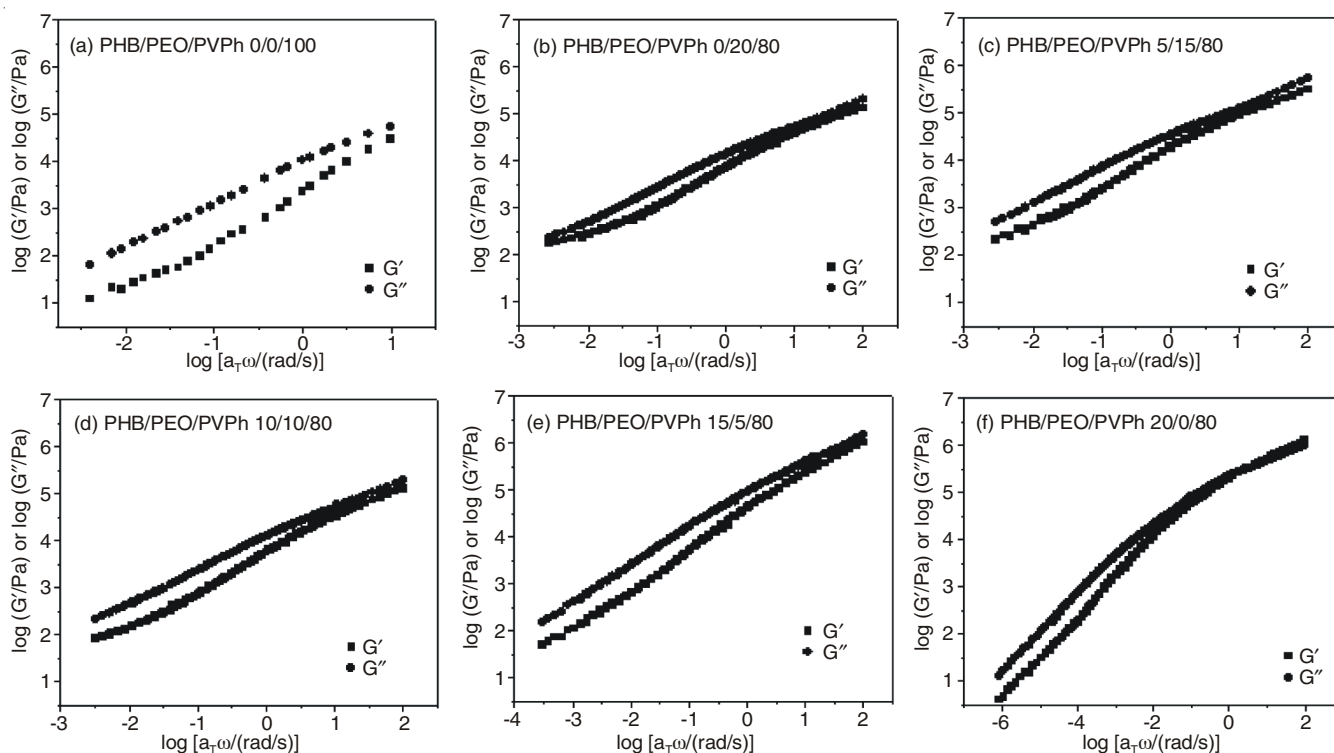 (a) PHB/PEO/PVPh 0/0/100
log (G′/Pa) or log (G″/Pa)
7
6
5
4
3
2
1
G′
G″
-2
-1
0
1
log [aTω/(rad/s)]
(b) PHB/PEO/PVPh 0/20/80
log (G′/Pa) or log (G″/Pa)
7
6
5
4
3
2
1
G′
G″
-3
-2
-1
0
1
2
log [aTω/(rad/s)]
(c) PHB/PEO/PVPh 5/15/80
log (G′/Pa) or log (G″/Pa)
7
6
5
4
3
2
1
G′
G″
-3
-2
-1
0
1
2
log [aTω/(rad/s)]
(d) PHB/PEO/PVPh 10/10/80
log (G′/Pa) or log (G″/Pa)
7
6
5
4
3
2
1
G′
G″
-3
-2
-1
0
1
2
log [aTω/(rad/s)]
(e) PHB/PEO/PVPh 15/5/80
log (G′/Pa) or log (G″/Pa)
7
6
5
4
3
2
1
G′
G″
-4
-3
-2
-1
0
1
2
log [aTω/(rad/s)]
(f) PHB/PEO/PVPh 20/0/80
log (G′/Pa) or log (G″/Pa)
7
6
5
4
3
2
1
G′
G″
-6
-4
-2
0
2
log [aTω/(rad/s)]